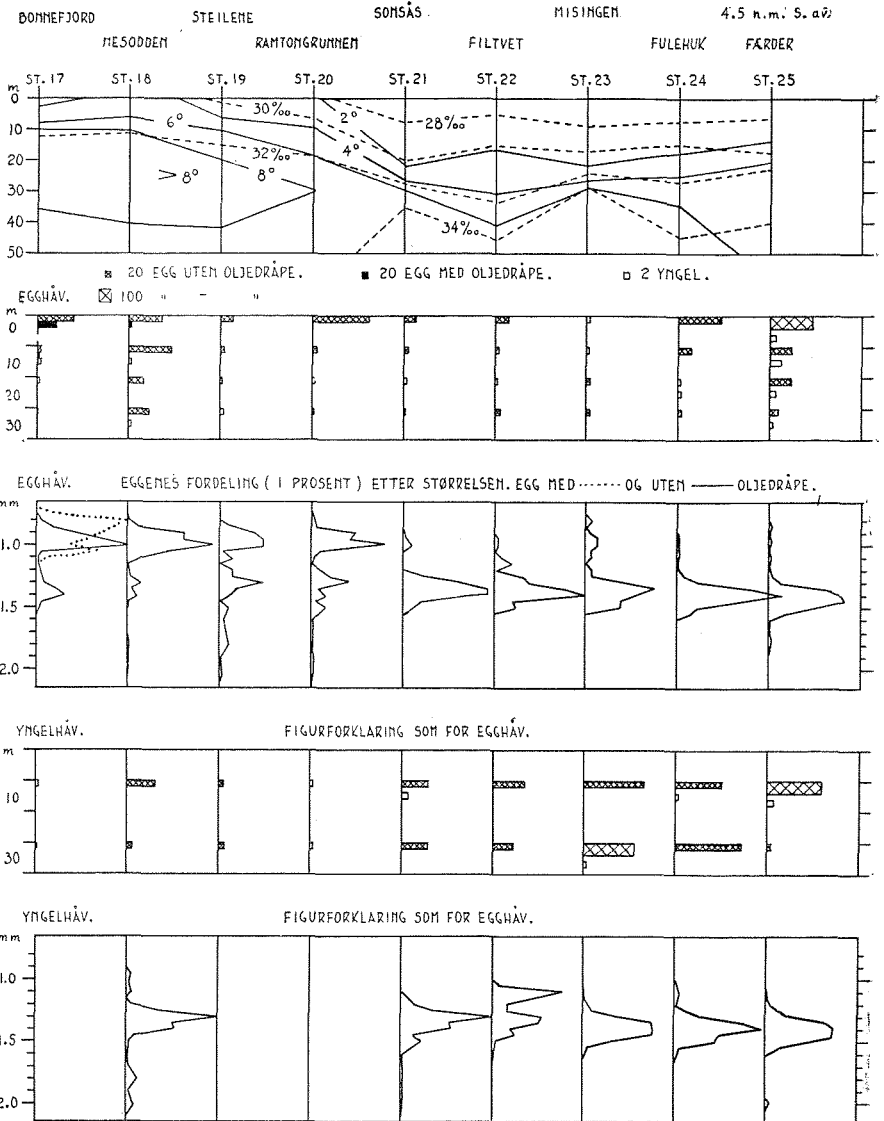 BONNEFJORD STEILENE SONSÅS MISINGEN 4.5 n.m. S. av
NESODDEN RAMTONGRUNNEN FILTVET FULEHUK FÆRDER
m ST.17 ST.18 ST.19 ST.20 ST.21 ST.22 ST.23 ST.24 ST.25
0
30‰ 2° 28‰
10
6° 4°
20
32‰
>8° 8°
30
40
34‰
50
20 EGG UTEN OLJEDRÅPE. 20 EGG MED OLJEDRÅPE. 2 YNGEL.
EGGHÅV. 100 " - "
m
0
10
20
30
EGGHÅV. EGGENES FORDELING ( I PROSENT ) ETTER STØRRELSEN. EGG MED ------- OG UTEN —— OLJEDRÅPE.
mm
1.0
1.5
2.0
YNGELHÅV. FIGURFORKLARING SOM FOR EGGHÅV.
m
10
30
YNGELHÅV. FIGURFORKLARING SOM FOR EGGHÅV.
mm
1.0
1.5
2.0